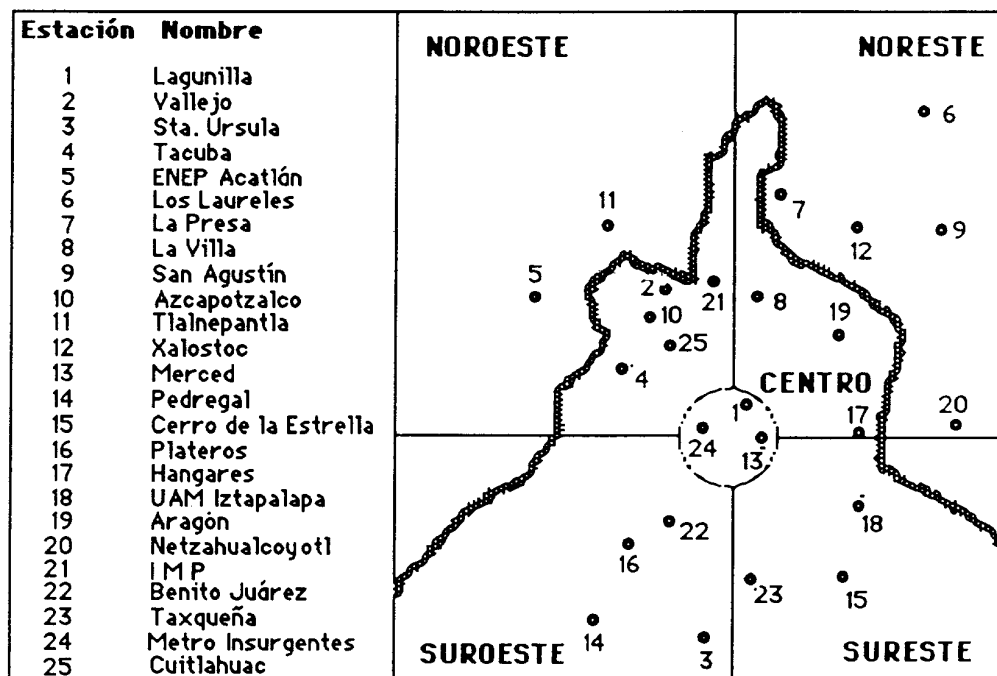 Estación Nombre
1 Lagunilla
2 Vallejo
3 Sta. Ursula
4 Tacuba
5 ENEP Acatlán
6 Los Laureles
7 La Presa
8 La Villa
9 San Agustín
10 Azcapotzalco
11 Tlalnepantla
12 Xalostoc
13 Merced
14 Pedregal
15 Cerro de la Estrella
16 Plateros
17 Hangares
18 UAM Iztapalapa
19 Aragón
20 Netzahualcoyotl
21 IMP
22 Benito Juárez
23 Taxqueña
24 Metro Insurgentes
25 Cuitlahuac
NOROESTE NORESTE
6
7
11
12 9
5 2 21 8
10 19
25
4
CENTRO
1 17 20
24 13
22 18
16
23 15
14 3
SUROESTE SURESTE